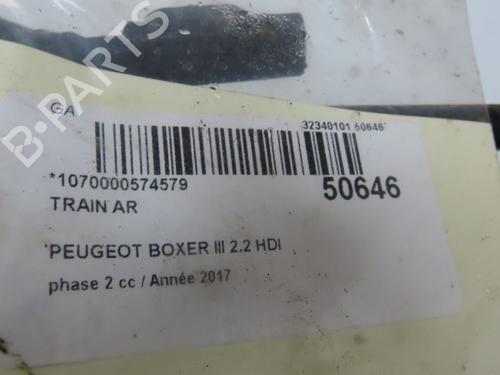 B-PARTS
GA
32340101 50646
*1070000574579
50646
TRAIN AR
PEUGEOT BOXER III 2.2 HDI
phase 2 cc / Année 2017